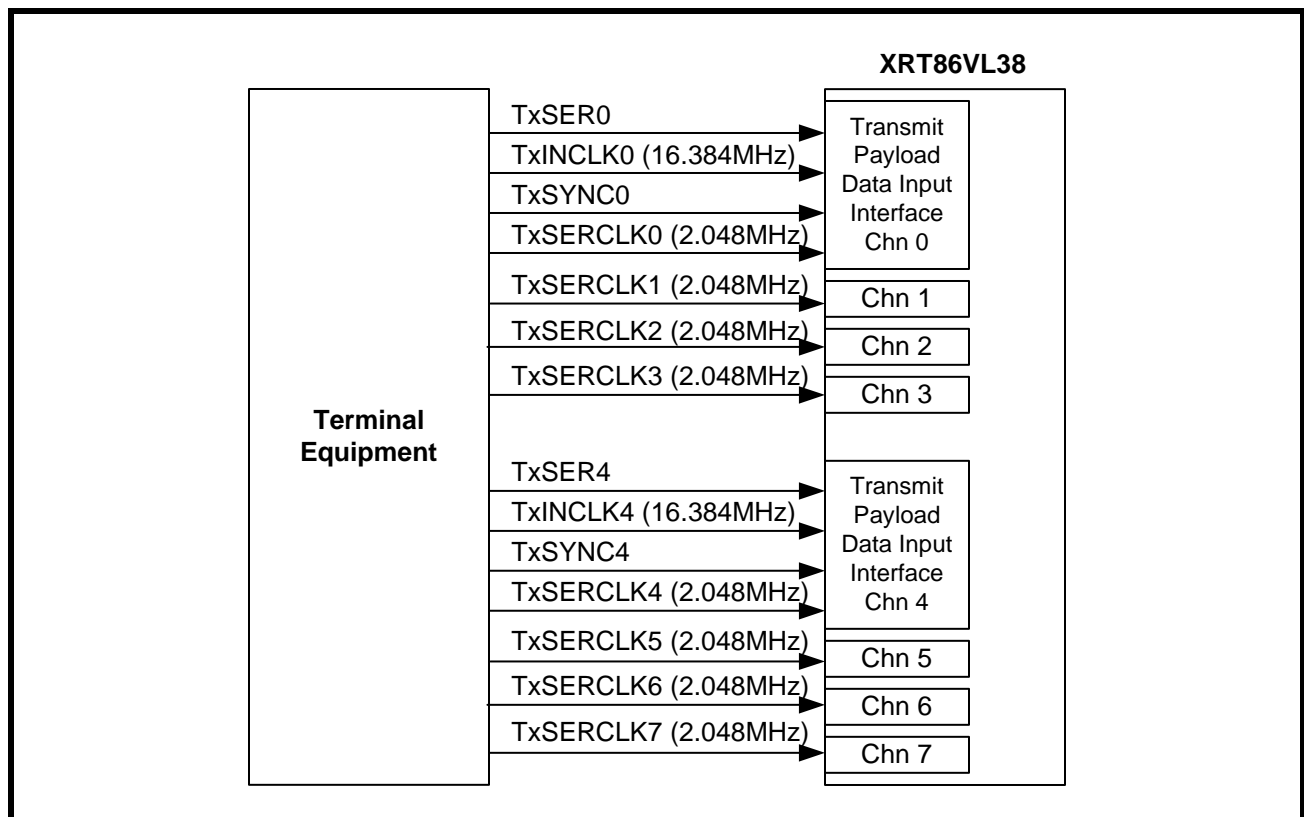 XRT86VL38
Terminal
Equipment
TxSER0
TxINCLK0 (16.384MHz)
TxSYNC0
TxSERCLK0 (2.048MHz)
TxSERCLK1 (2.048MHz)
TxSERCLK2 (2.048MHz)
TxSERCLK3 (2.048MHz)
TxSER4
TxINCLK4 (16.384MHz)
TxSYNC4
TxSERCLK4 (2.048MHz)
TxSERCLK5 (2.048MHz)
TxSERCLK6 (2.048MHz)
TxSERCLK7 (2.048MHz)
Transmit
Payload
Data Input
Interface
Chn 0
Chn 1
Chn 2
Chn 3
Transmit
Payload
Data Input
Interface
Chn 4
Chn 5
Chn 6
Chn 7